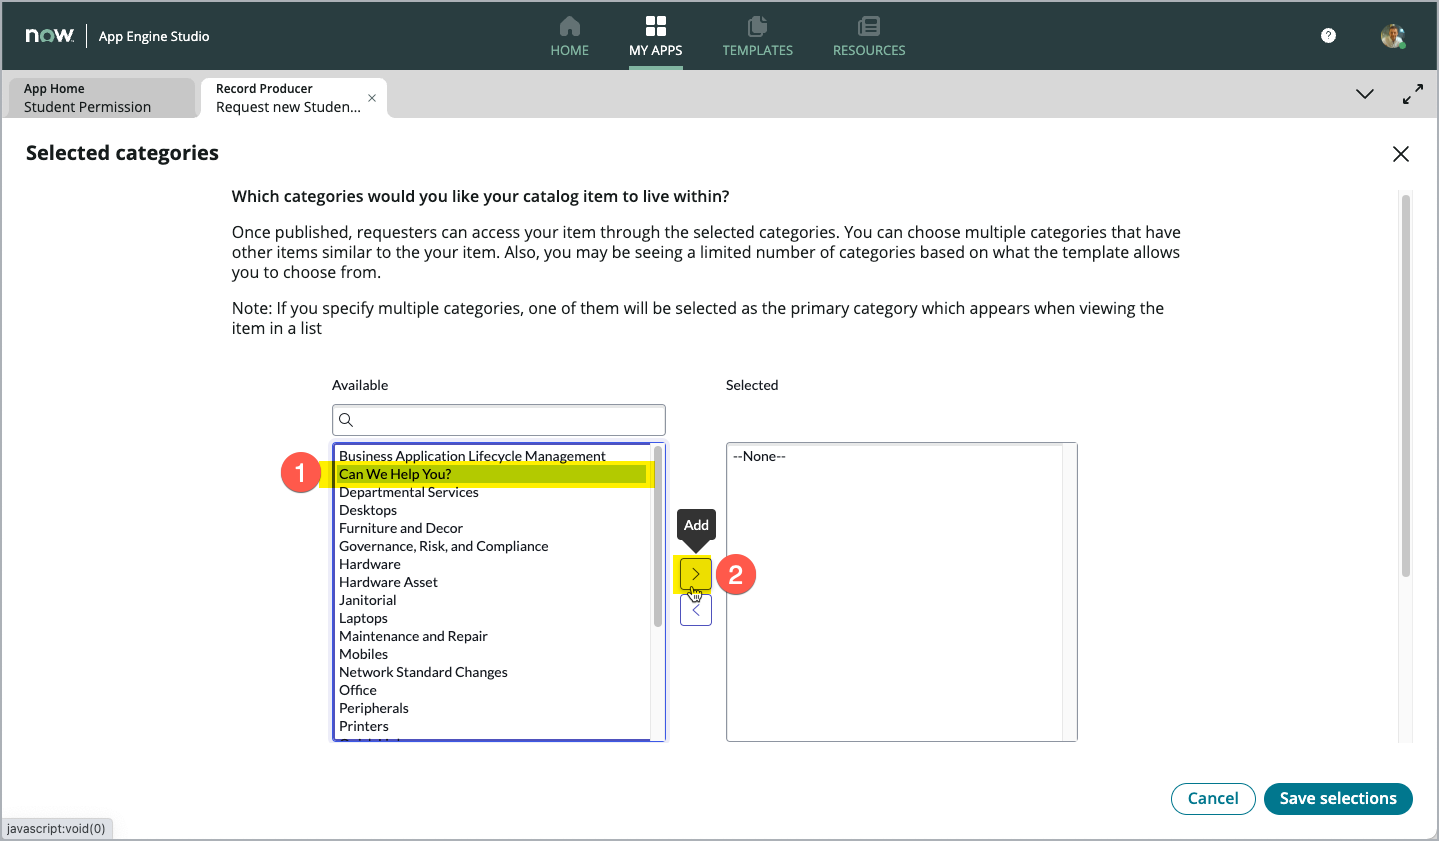 now
App Engine Studio
HOME
MY APPS
TEMPLATES
RESOURCES
?
App Home
Student Permission
Record Producer
Request new Studen...
Selected categories
Which categories would you like your catalog item to live within?
Once published, requesters can access your item through the selected categories. You can choose multiple categories that have
other items similar to the your item. Also, you may be seeing a limited number of categories based on what the template allows
you to choose from.
Note: If you specify multiple categories, one of them will be selected as the primary category which appears when viewing the
item in a list
Available
Selected
Business Application Lifecycle Management
1
Can We Help You?
Departmental Services
Desktops
Furniture and Decor
Governance, Risk, and Compliance
Hardware
Hardware Asset
Janitorial
Laptops
Maintenance and Repair
Mobiles
Network Standard Changes
Office
Peripherals
Printers
Add
2
--None--
Cancel
Save selections
javascript:void(0)